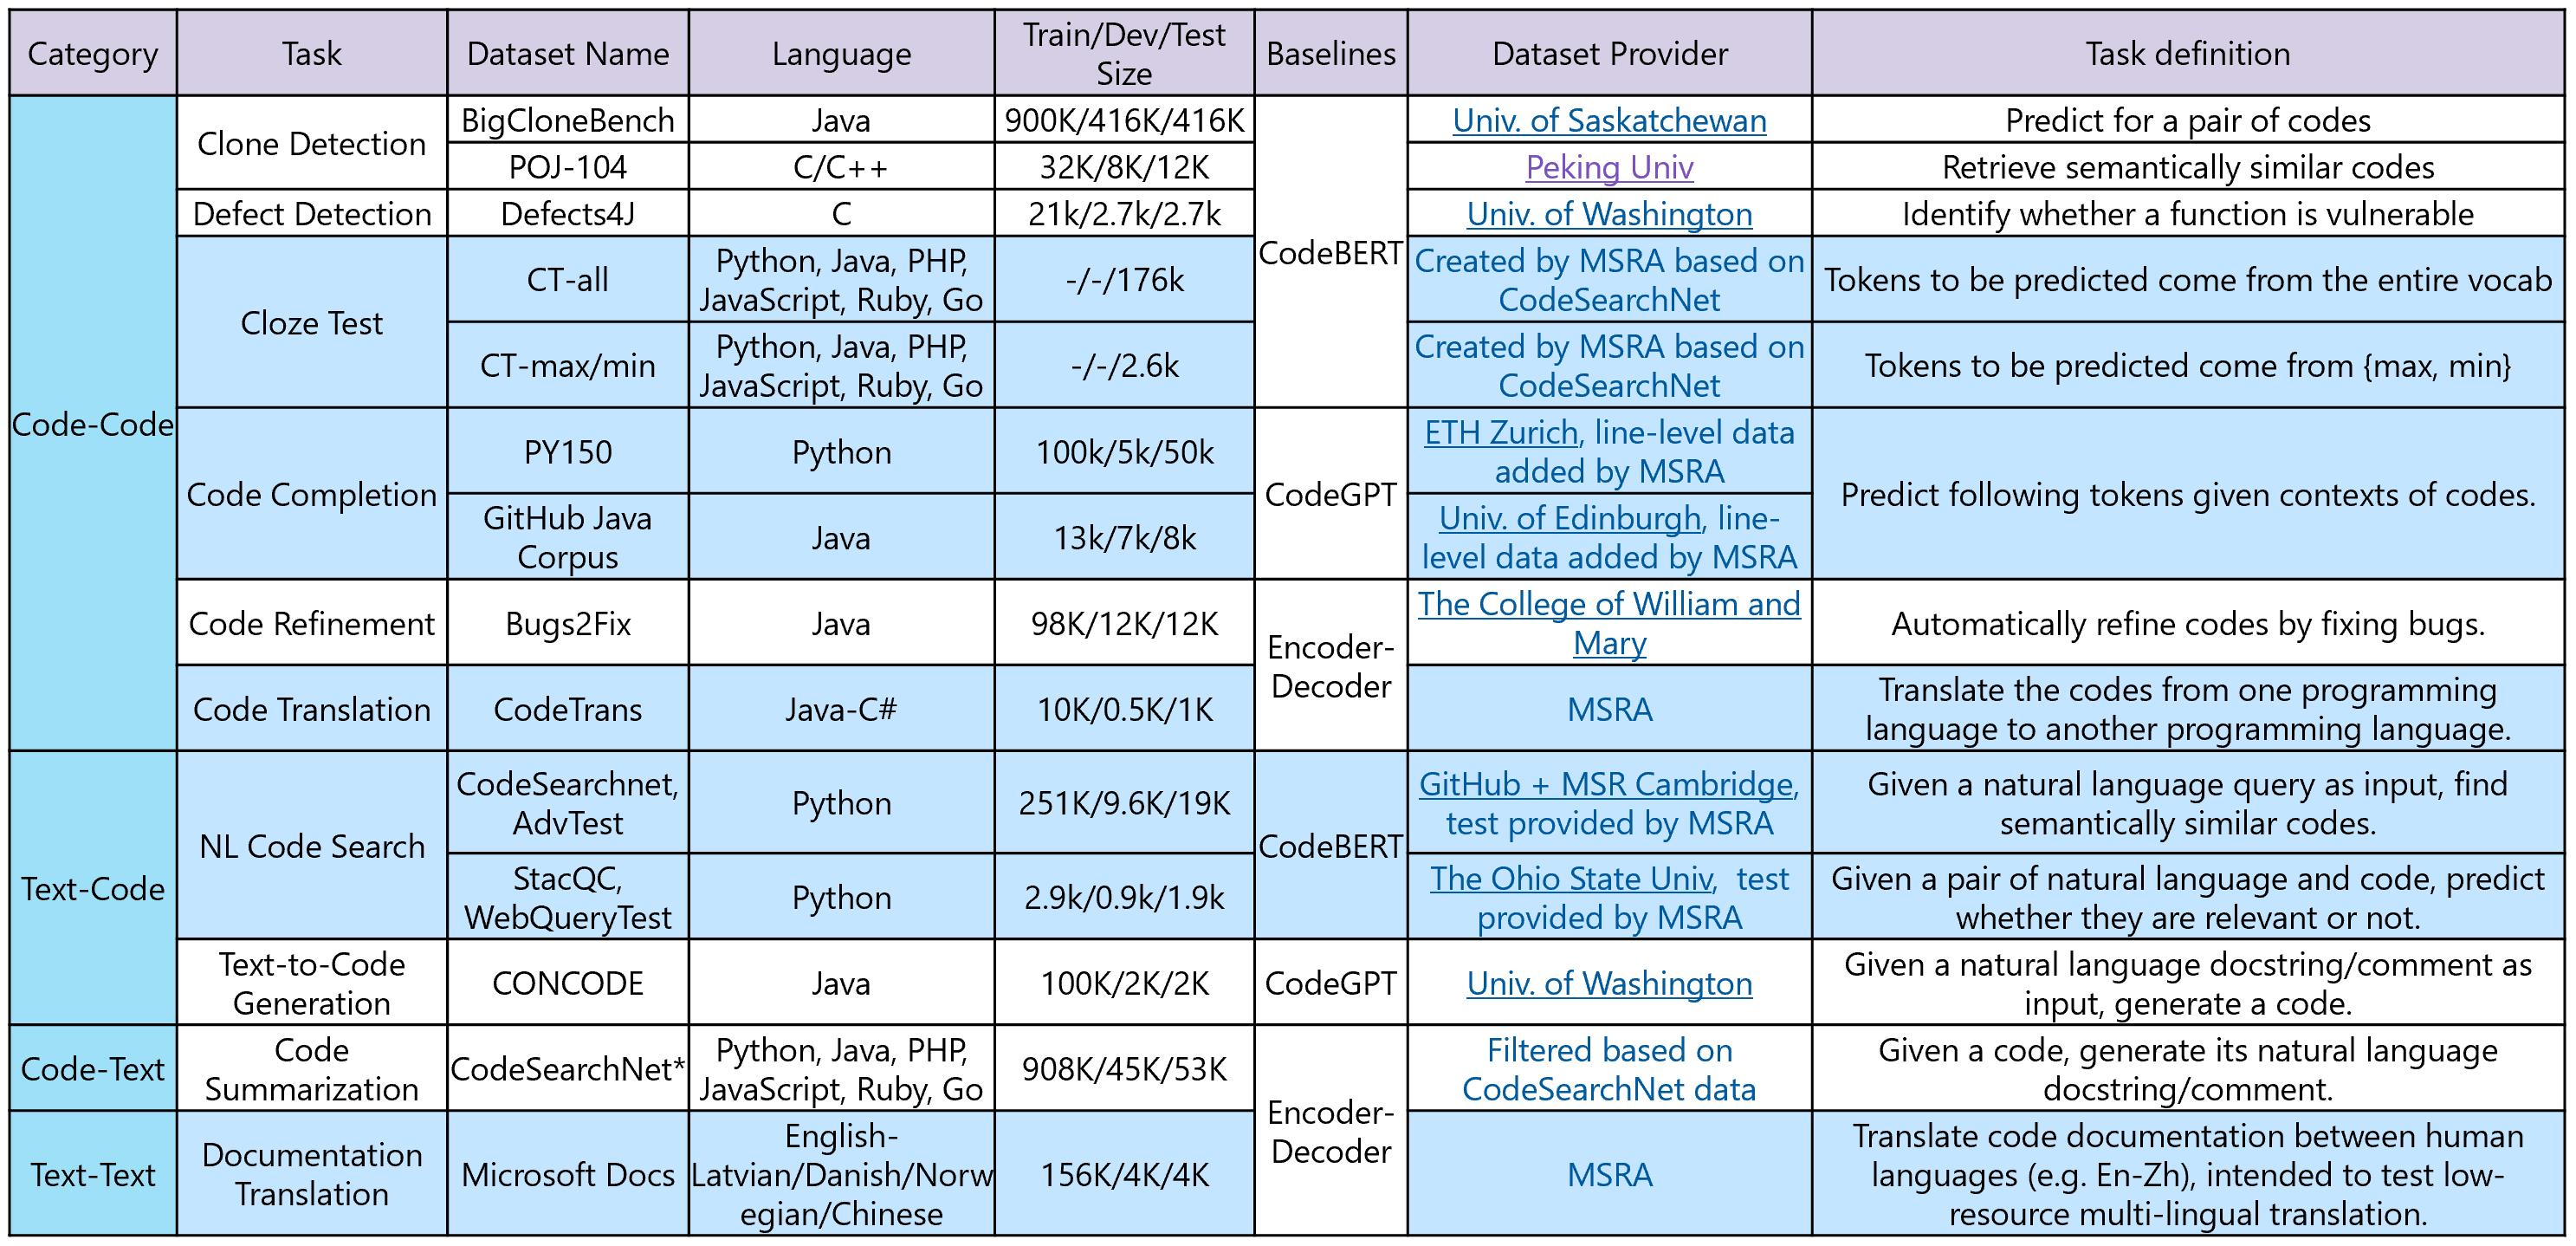 Category
Task
Dataset Name
Language
Train/Dev/Test
Size
Baselines
Dataset Provider
Task definition
Code-Code
Clone Detection
BigCloneBench
Java
900K/416K/416K
CodeBERT
Univ. of Saskatchewan
Predict for a pair of codes
POJ-104
C/C++
32K/8K/12K
Peking Univ
Retrieve semantically similar codes
Defect Detection
Defects4J
C
21k/2.7k/2.7k
Univ. of Washington
Identify whether a function is vulnerable
Cloze Test
CT-all
Python, Java, PHP,
JavaScript, Ruby, Go
-/-/176k
Created by MSRA based on
CodeSearchNet
Tokens to be predicted come from the entire vocab
CT-max/min
Python, Java, PHP,
JavaScript, Ruby, Go
-/-/2.6k
Created by MSRA based on
CodeSearchNet
Tokens to be predicted come from {max, min}
Code Completion
PY150
Python
100k/5k/50k
CodeGPT
ETH Zurich, line-level data
added by MSRA
Predict following tokens given contexts of codes.
GitHub Java
Corpus
Java
13k/7k/8k
Univ. of Edinburgh, line-
level data added by MSRA
Code Refinement
Bugs2Fix
Java
98K/12K/12K
Encoder-
Decoder
The College of William and
Mary
Automatically refine codes by fixing bugs.
Code Translation
CodeTrans
Java-C#
10K/0.5K/1K
MSRA
Translate the codes from one programming
language to another programming language.
Text-Code
NL Code Search
CodeSearchnet,
AdvTest
Python
251K/9.6K/19K
CodeBERT
GitHub + MSR Cambridge,
test provided by MSRA
Given a natural language query as input, find
semantically similar codes.
StacQC,
WebQueryTest
Python
2.9k/0.9k/1.9k
The Ohio State Univ, test
provided by MSRA
Given a pair of natural language and code, predict
whether they are relevant or not.
Text-to-Code
Generation
CONCODE
Java
100K/2K/2K
CodeGPT
Univ. of Washington
Given a natural language docstring/comment as
input, generate a code.
Code-Text
Code
Summarization
CodeSearchNet*
Python, Java, PHP,
JavaScript, Ruby, Go
908K/45K/53K
Encoder-
Decoder
Filtered based on
CodeSearchNet data
Given a code, generate its natural language
docstring/comment.
Text-Text
Documentation
Translation
Microsoft Docs
English-
Latvian/Danish/Norw
egian/Chinese
156K/4K/4K
MSRA
Translate code documentation between human
languages (e.g. En-Zh), intended to test low-
resource multi-lingual translation.